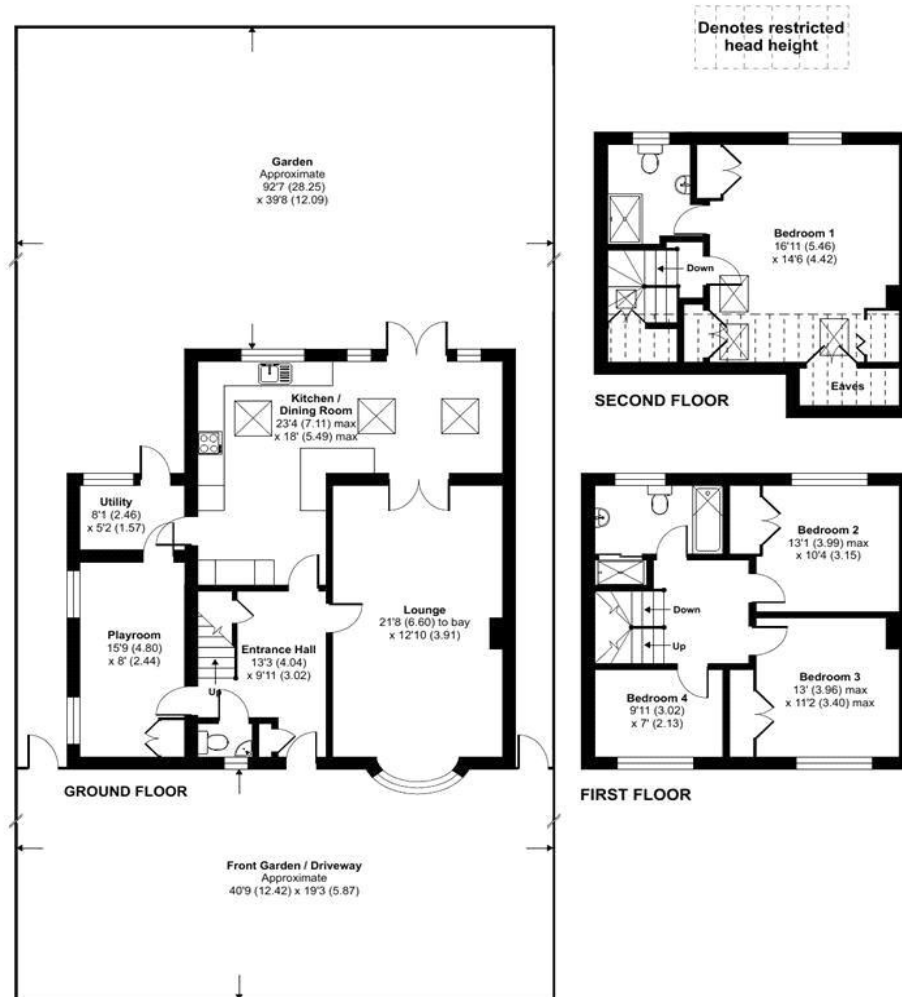 Denotes restricted
head height
Garden
Approximate
92'7 (28.25)
x 39'8 (12.09)
Bedroom 1
16'11 (5.46)
x 14'6 (4.42)
Down
Eaves
SECOND FLOOR
Kitchen /
Dining Room
23'4 (7.11) max
x 18' (5.49) max
Utility
8'1 (2.46)
x 5'2 (1.57)
Playroom
15'9 (4.80)
x 8' (2.44)
Up
Entrance Hall
13'3 (4.04)
x 9'11 (3.02)
Lounge
21'8 (6.60) to bay
x 12'10 (3.91)
GROUND FLOOR
Bedroom 2
13'1 (3.99) max
x 10'4 (3.15)
Down
Up
Bedroom 3
13' (3.96) max
x 11'2 (3.40) max
Bedroom 4
9'11 (3.02)
x 7' (2.13)
FIRST FLOOR
Front Garden / Driveway
Approximate
40'9 (12.42) x 19'3 (5.87)